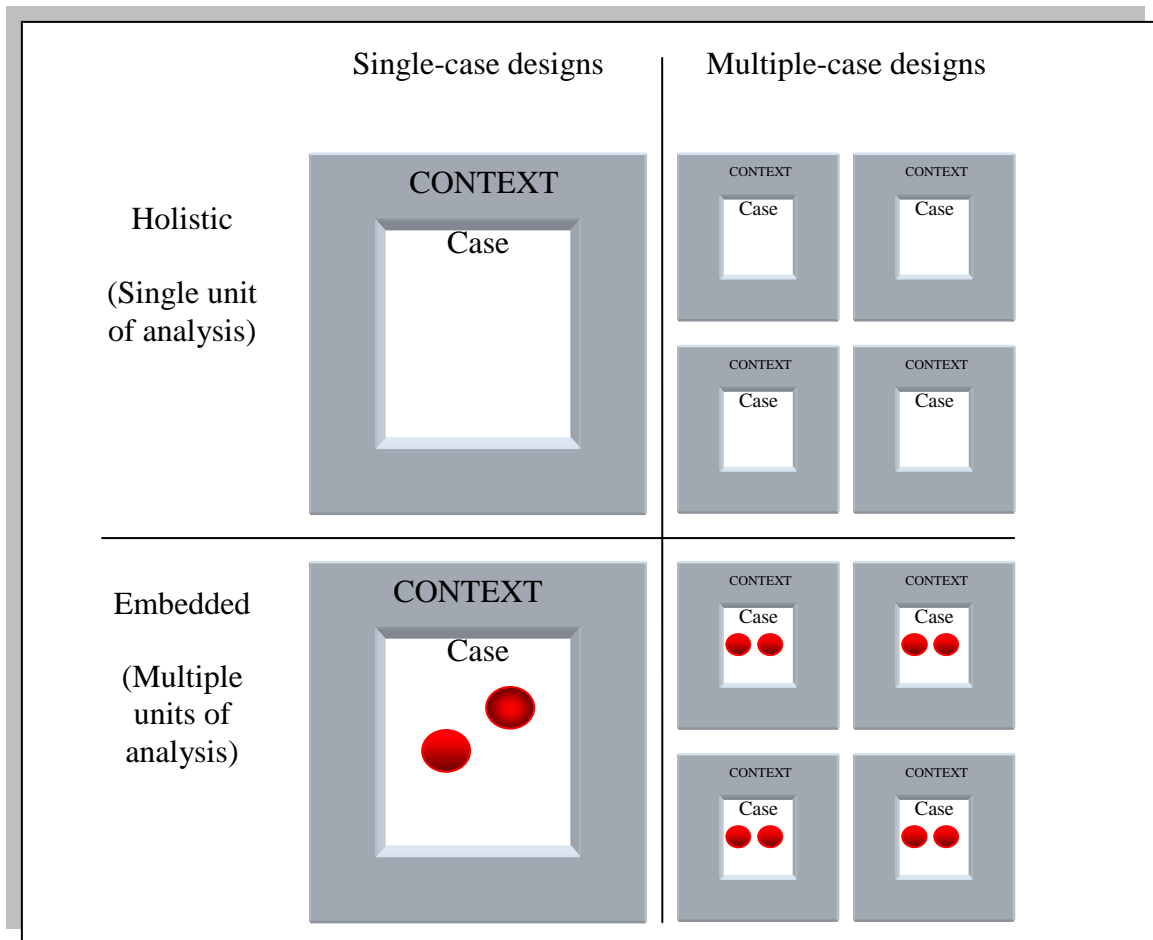 Single-case designs
Multiple-case designs
Holistic
(Single unit
of analysis)
CONTEXT
Case
CONTEXT
Case
CONTEXT
Case
CONTEXT
Case
CONTEXT
Case
Embedded
(Multiple
units of
analysis)
CONTEXT
Case
CONTEXT
Case
CONTEXT
Case
CONTEXT
Case
CONTEXT
Case